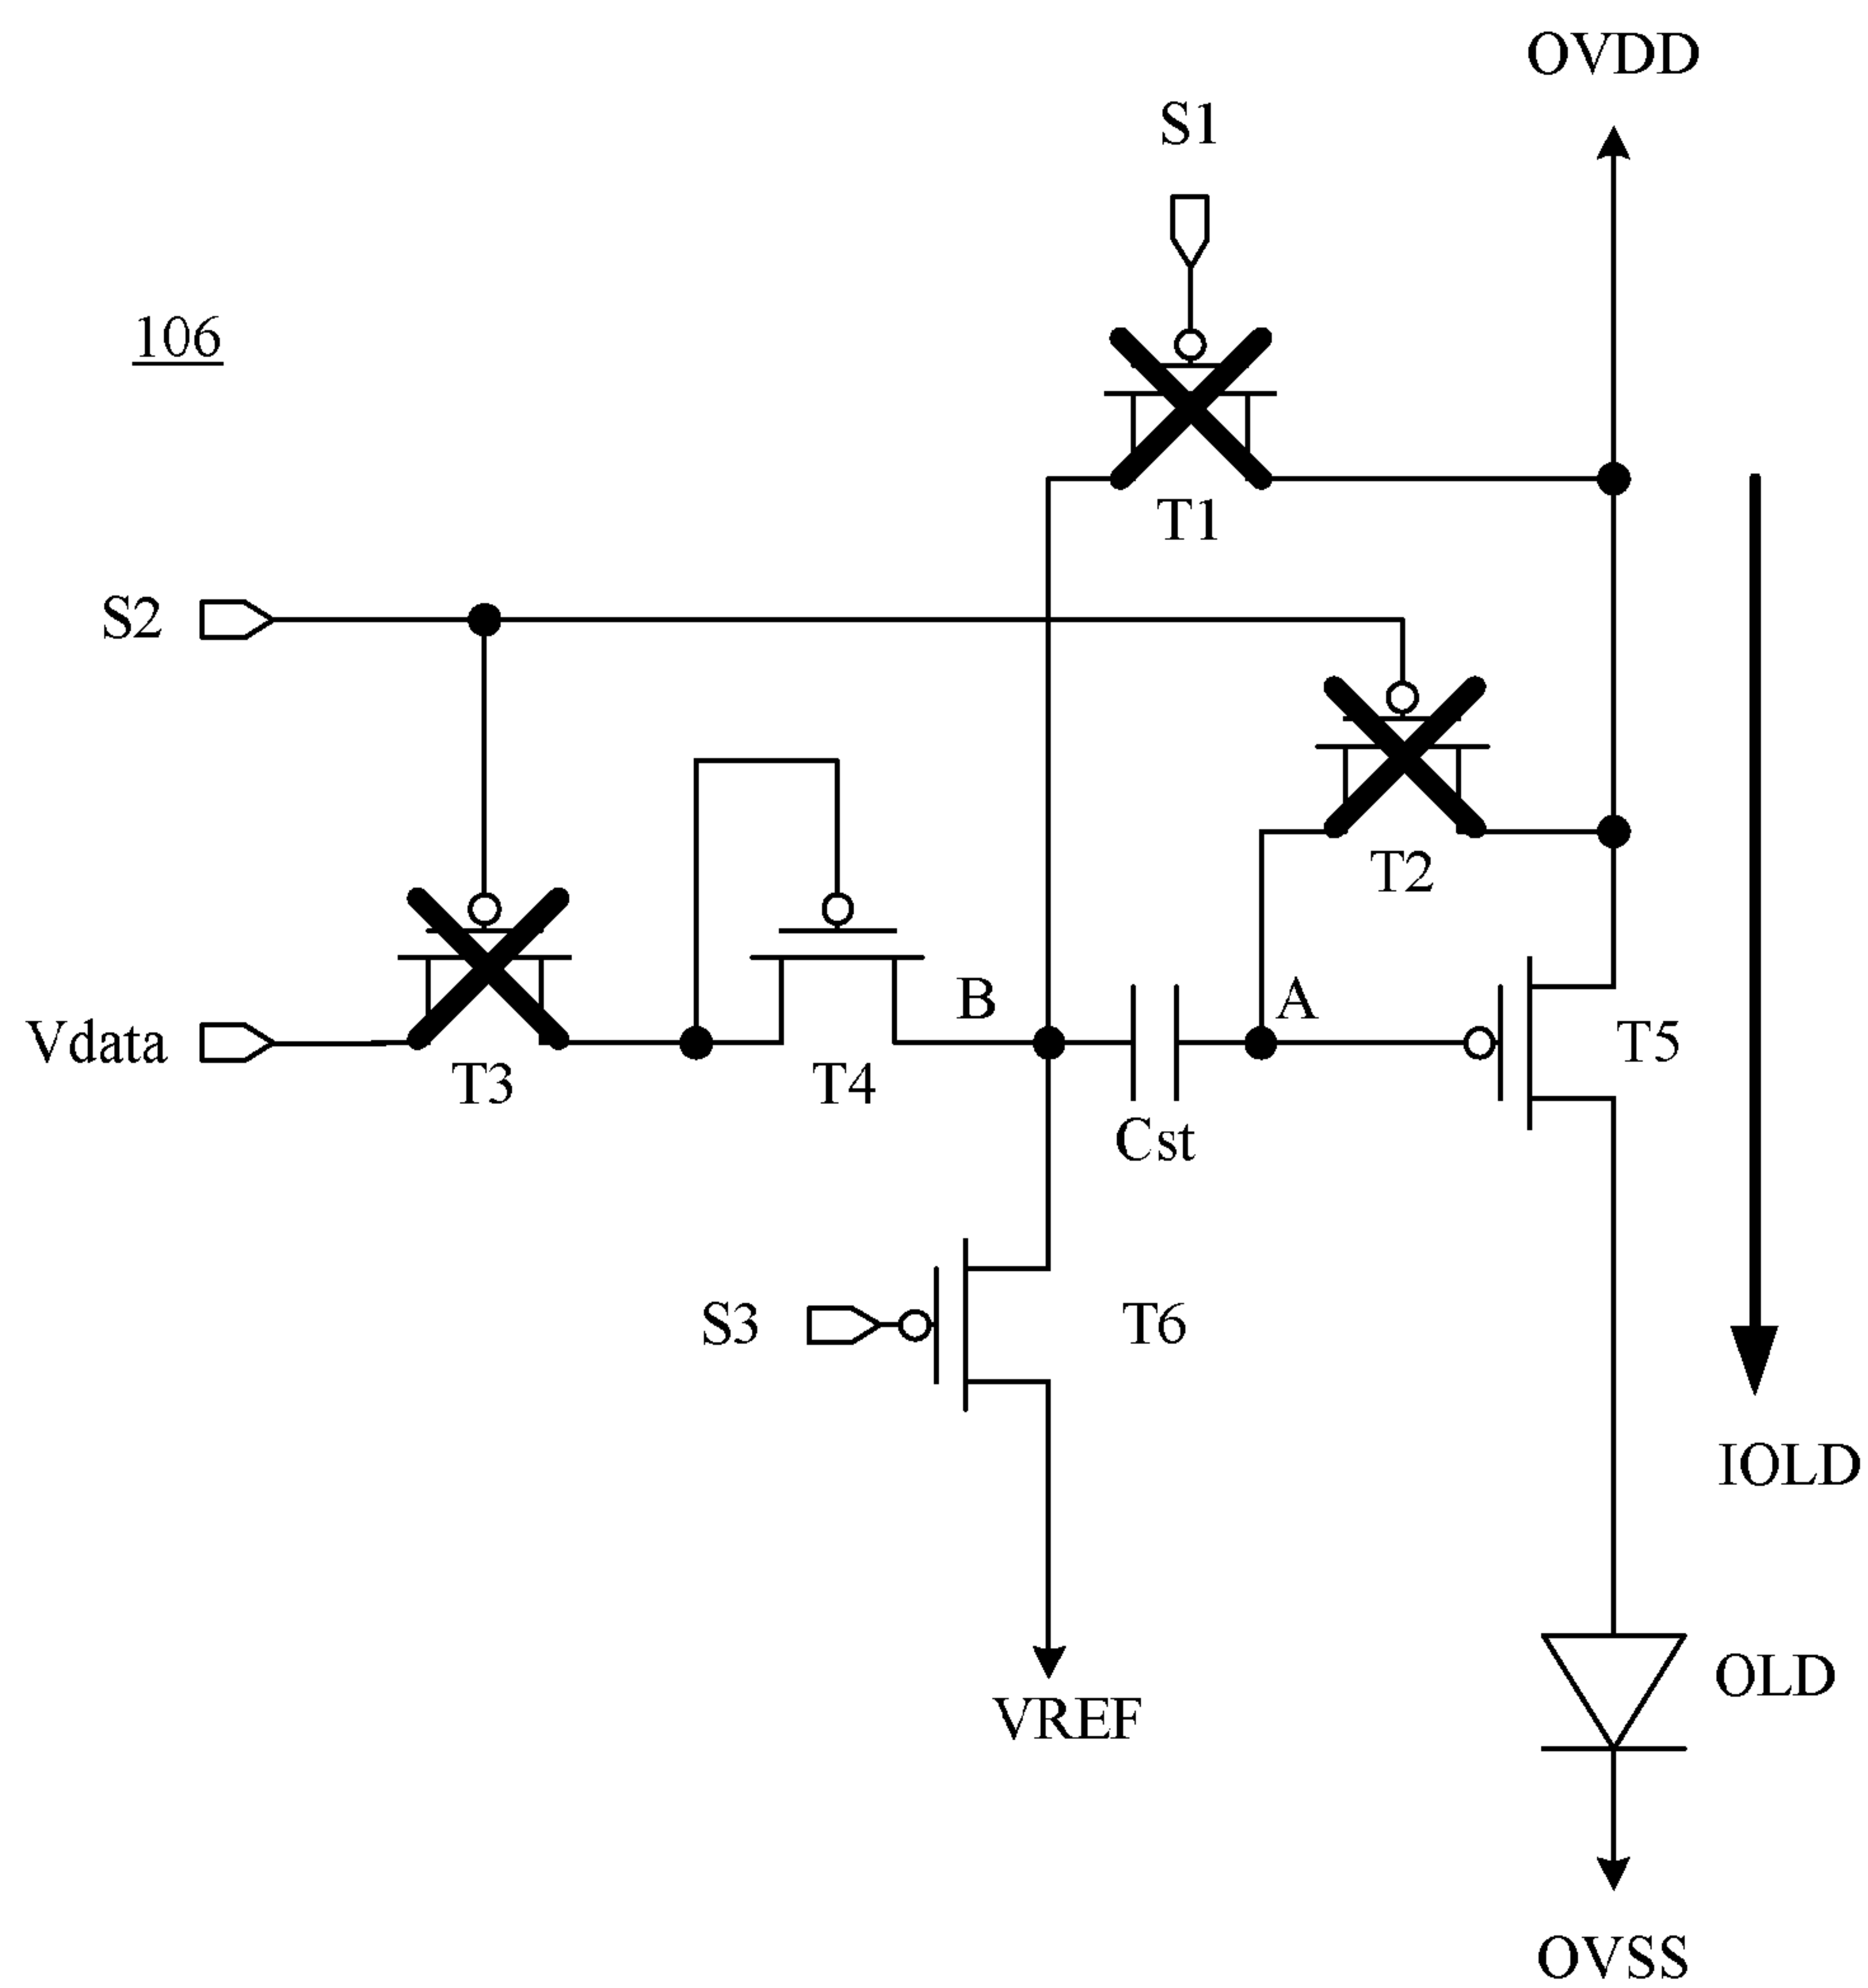 OVDD
S1
106
T1
S2
T2
B
A
Vdata
T3
T4
T5
Cst
S3
T6
IOLD
OLD
VREF
OVSS